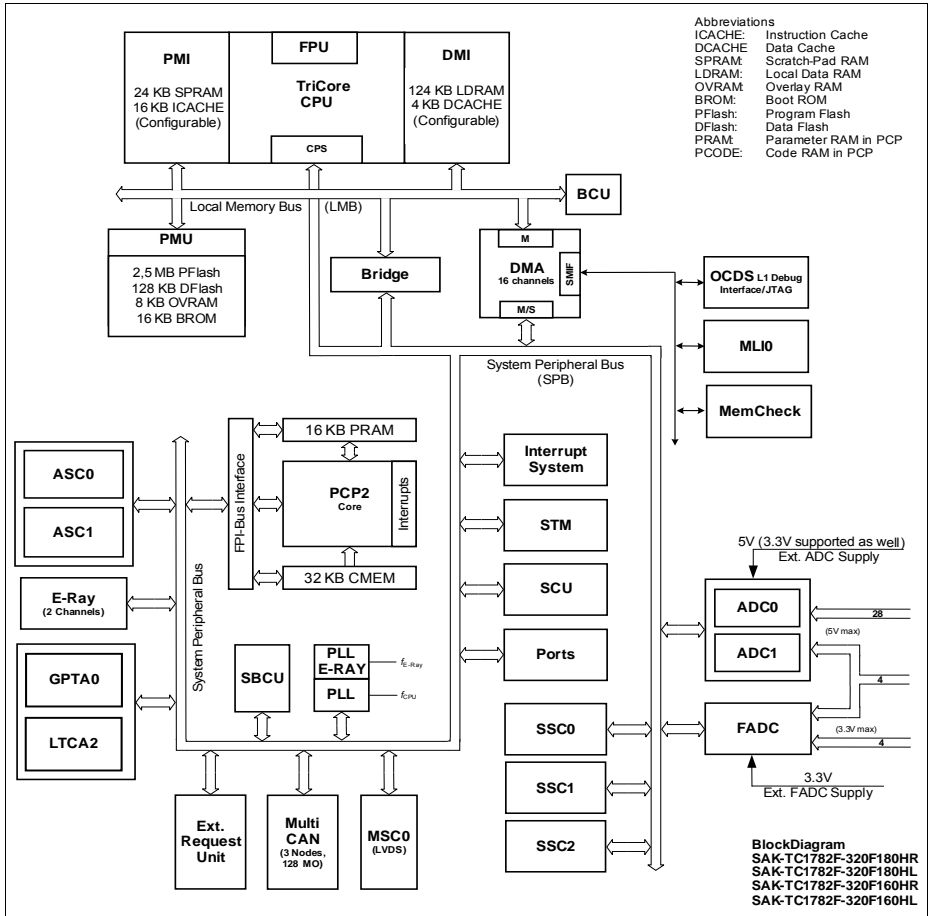 Abbreviations
ICACHE: Instruction Cache
DCACHE Data Cache
SPRAM: Scratch-Pad RAM
LDRAM: Local Data RAM
OVRAM: Overlay RAM
BROM: Boot ROM
PFlash: Program Flash
DFlash: Data Flash
PRAM: Parameter RAM in PCP
PCODE: Code RAM in PCP
PMI
24 KB SPRAM
16 KB ICACHE
(Configurable)
FPU
TriCore
CPU
CPS
DMI
124 KB LDRAM
4 KB DCACHE
(Configurable)
BCU
Local Memory Bus (LMB)
PMU
2,5 MB PFlash
128 KB DFlash
8 KB OVRAM
16 KB BROM
Bridge
M
DMA
16 channels
SMIF
M/S
OCDS L1 Debug
Interface/JTAG
MLI0
MemCheck
System Peripheral Bus
(SPB)
FPI-Bus Interface
16 KB PRAM
PCP2
Core
Interrupts
32 KB CMEM
Interrupt
System
STM
SCU
Ports
ASC0
ASC1
E-Ray
(2 Channels)
GPTA0
LTCA2
System Peripheral Bus
SBCU
PLL
E-RAY
PLL
fE-Ray
fCPU
5V (3.3V supported as well)
Ext. ADC Supply
ADC0
ADC1
28
(5V max)
4
FADC
(3.3V max)
4
3.3V
Ext. FADC Supply
SSC0
SSC1
SSC2
Ext.
Request
Unit
Multi
CAN
(3 Nodes,
128 MO)
MSC0
(LVDS)
BlockDiagram
SAK-TC1782F-320F180HR
SAK-TC1782F-320F180HL
SAK-TC1782F-320F160HR
SAK-TC1782F-320F160HL